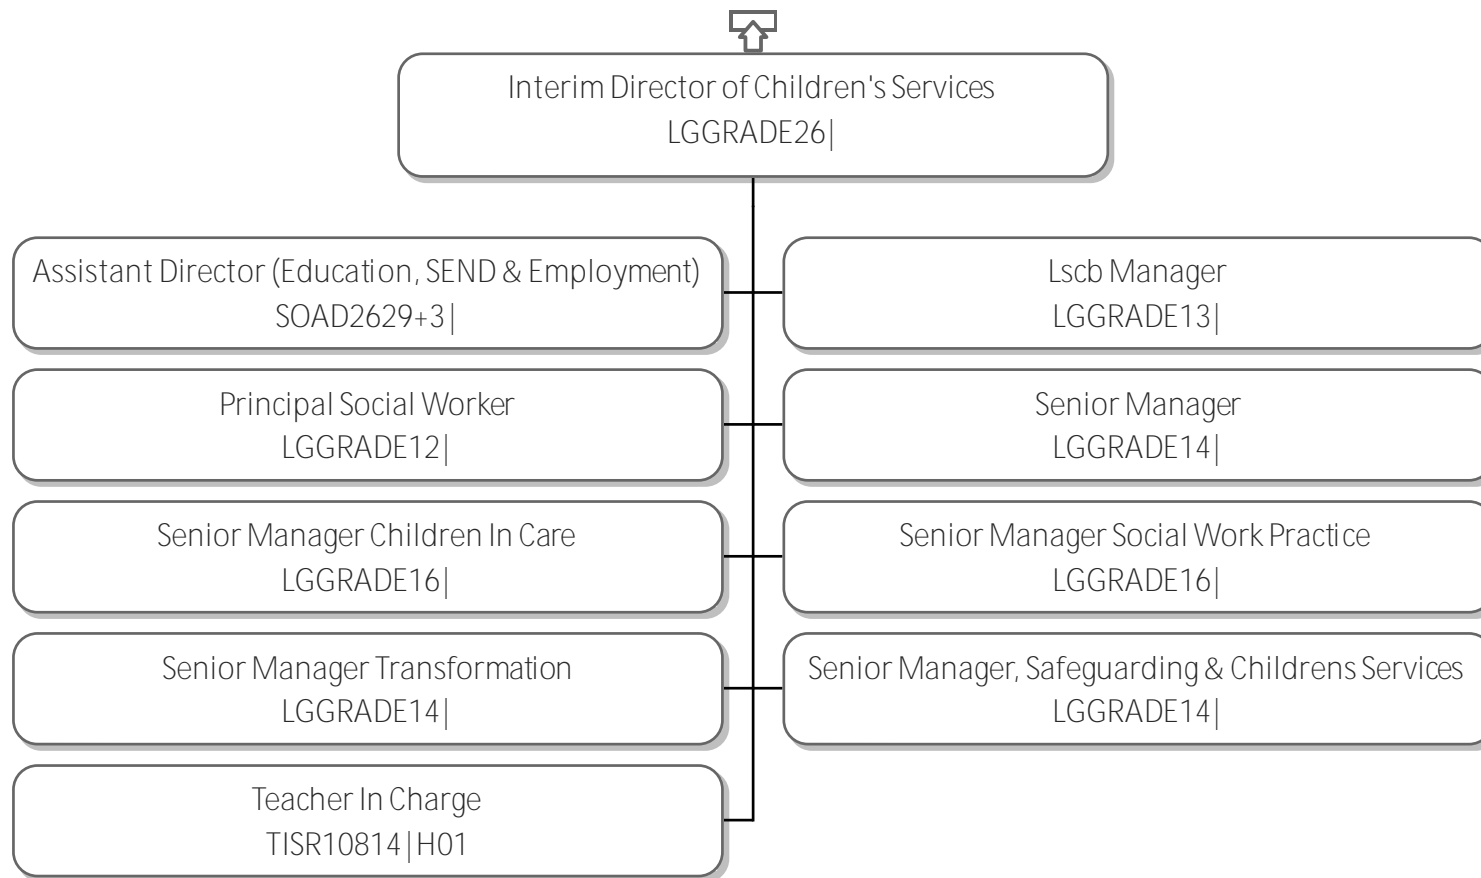 Interim Director of Children's Services
LGGRADE26|
Assistant Director (Education, SEND & Employment)
SOAD2629+3|
Lscb Manager
LGGRADE13|
Principal Social Worker
LGGRADE12|
Senior Manager
LGGRADE14|
Senior Manager Children In Care
LGGRADE16|
Senior Manager Social Work Practice
LGGRADE16|
Senior Manager Transformation
LGGRADE14|
Senior Manager, Safeguarding & Childrens Services
LGGRADE14|
Teacher In Charge
TISR10814|H01